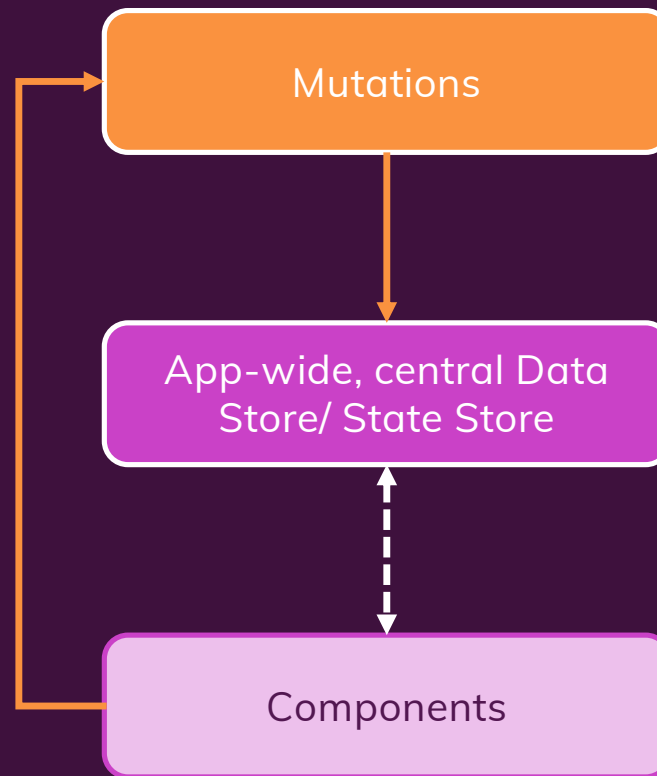 Mutations
App-wide, central Data
Store/ State Store
Components